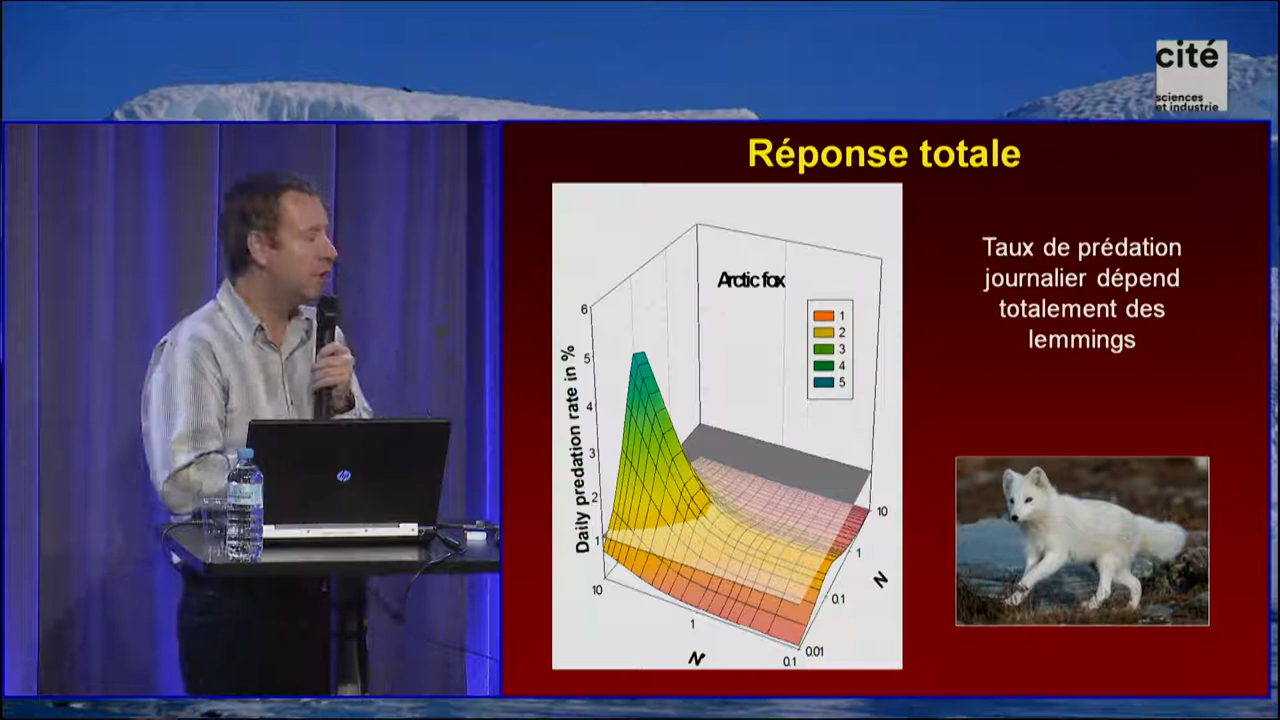 cité
sciences
et industrie
Réponse totale
Taux de prédation
journalier dépend
totalement des
lemmings
Arctic fox
1
2
3
4
5
Daily predation rate in %
6
5
4
3
2
1
10
1
0.1
N'
0.01
0.1
1
10
N
hp